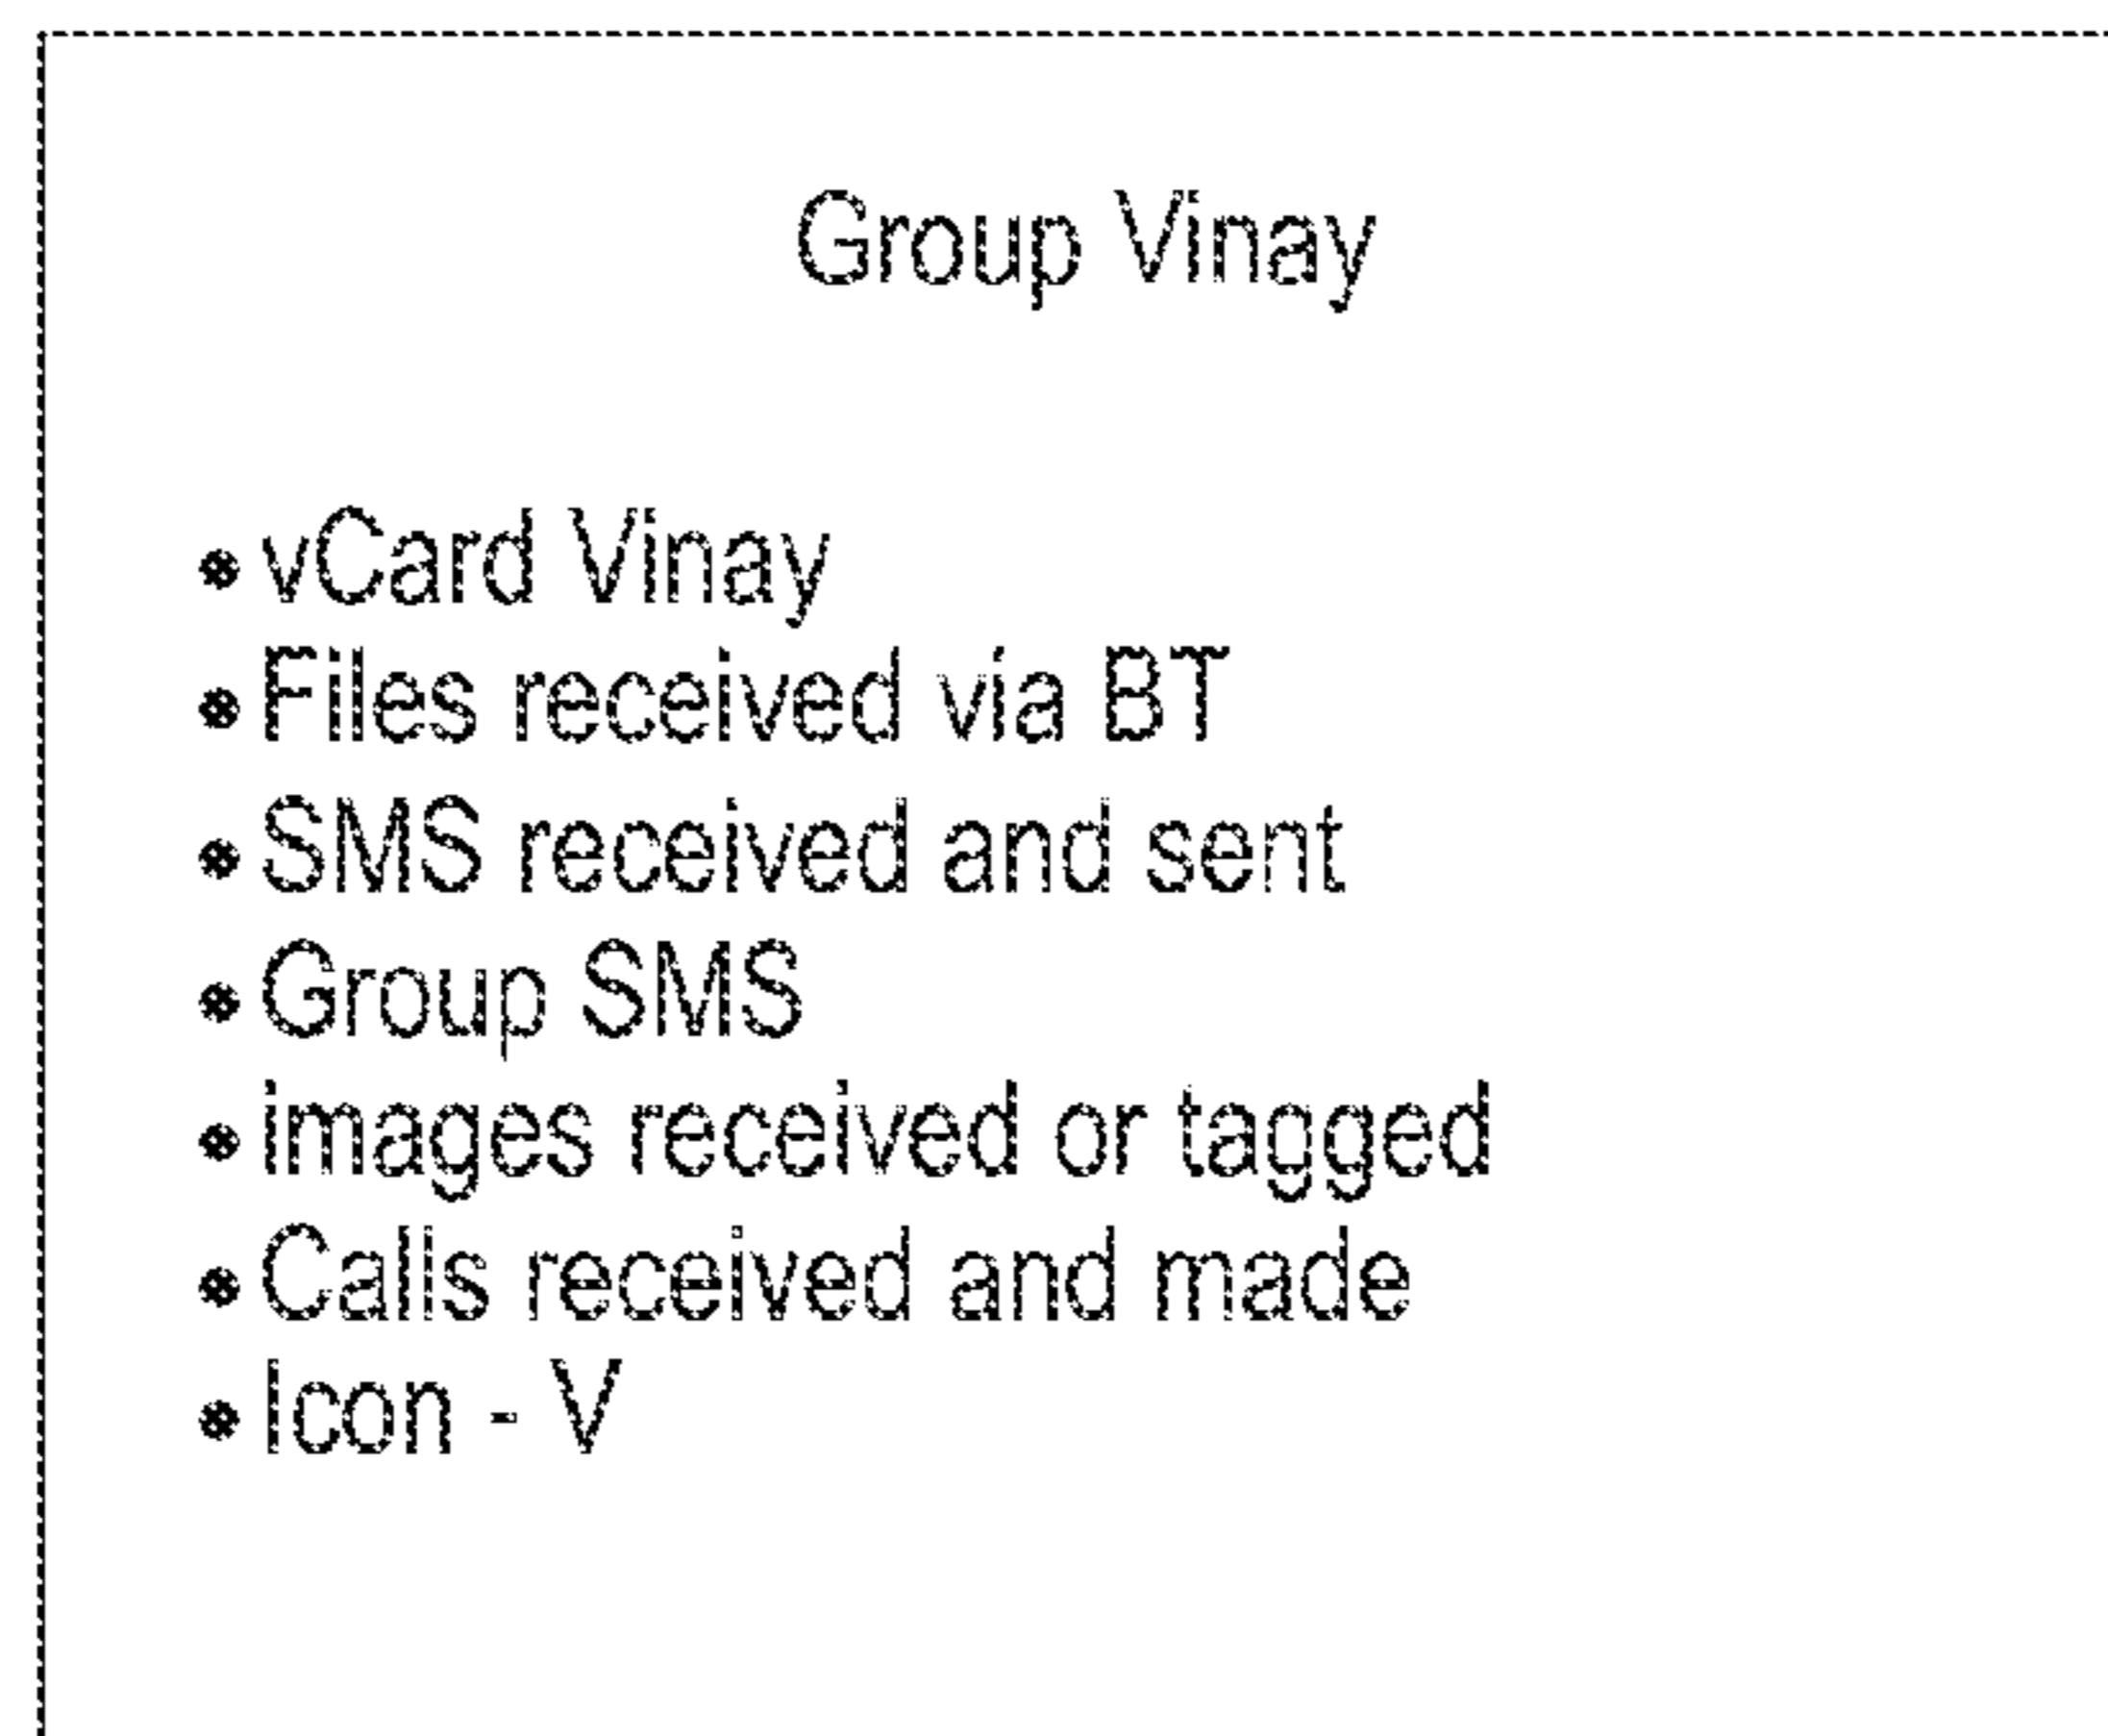 Group Vinay
• vCard Vinay
• Files received via BT
• SMS received and sent
• Group SMS
• images received or tagged
• Calls received and made
• Icon - V